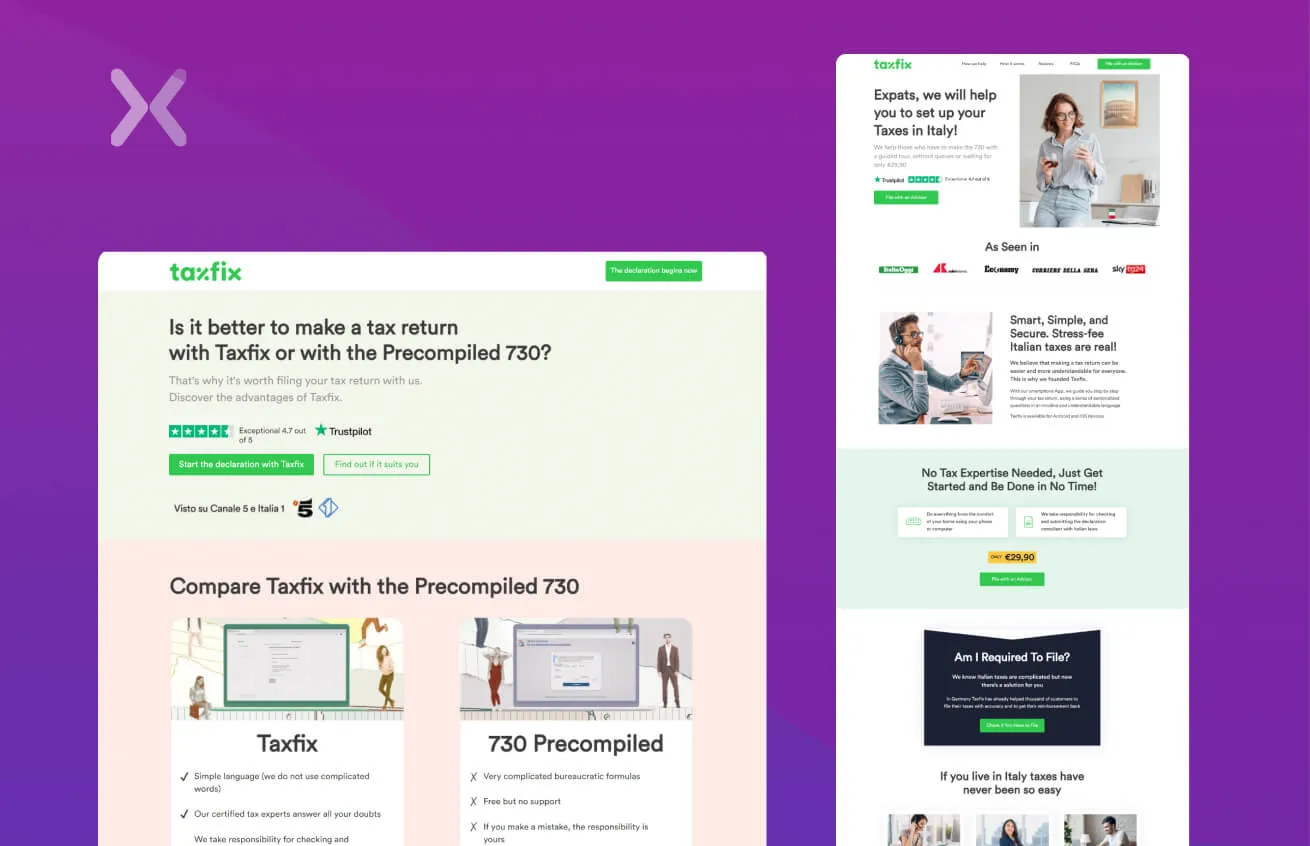 taxfix
The declaration begins now
Is it better to make a tax return
with Taxfix or with the Precompiled 730?
That's why it's worth filing your tax return with us.
Discover the advantages of Taxfix.
Exceptional 4.7 out
of 5
Trustpilot
Start the declaration with Taxfix
Find out if it suits you
Visto su Canale 5 e Italia 1
5
Compare Taxfix with the Precompiled 730
Taxfix
Simple language (we do not use complicated
words)
Our certified tax experts answer all your doubts
We take responsibility for checking and
730 Precompiled
Very complicated bureaucratic formulas
Free but no support
If you make a mistake, the responsibility is
yours
taxfix
How we help
How it works
Reviews
FAQs
File with an Advisor
Expats, we will help
you to set up your
Taxes in Italy!
We help those who have to make the 730 with
a guided tour, without queues or waiting for
only €29,90.
Trustpilot
Exceptional 4.7 out of 5
File with an Advisor
As Seen in
ItaliaOggi
Economy
CORRIERE DELLA SERA
sky tg24
Smart, Simple, and
Secure. Stress-fee
Italian taxes are real!
We believe that making a tax return can be
easier and more understandable for everyone.
This is why we founded Taxfix.
With our smartphone App, we guide you step by step
through your tax return, using a series of personalized
questions in an intuitive and understandable language
Taxfix is available for Android and iOS devices
No Tax Expertise Needed, Just Get
Started and Be Done in No Time!
Do everything from the comfort
of your home using your phone
or computer
We take responsibility for checking
and submitting the declaration
compliant with Italian laws
ONLY €29,90
File with an Advisor
Am I Required To File?
We know Italian taxes are complicated but now
there's a solution for you
In Germany Taxfix has already helped thousand of customers to
file their taxes with accuracy and to get their reimbursement back
Check if You Have to File
If you live in Italy taxes have
never been so easy